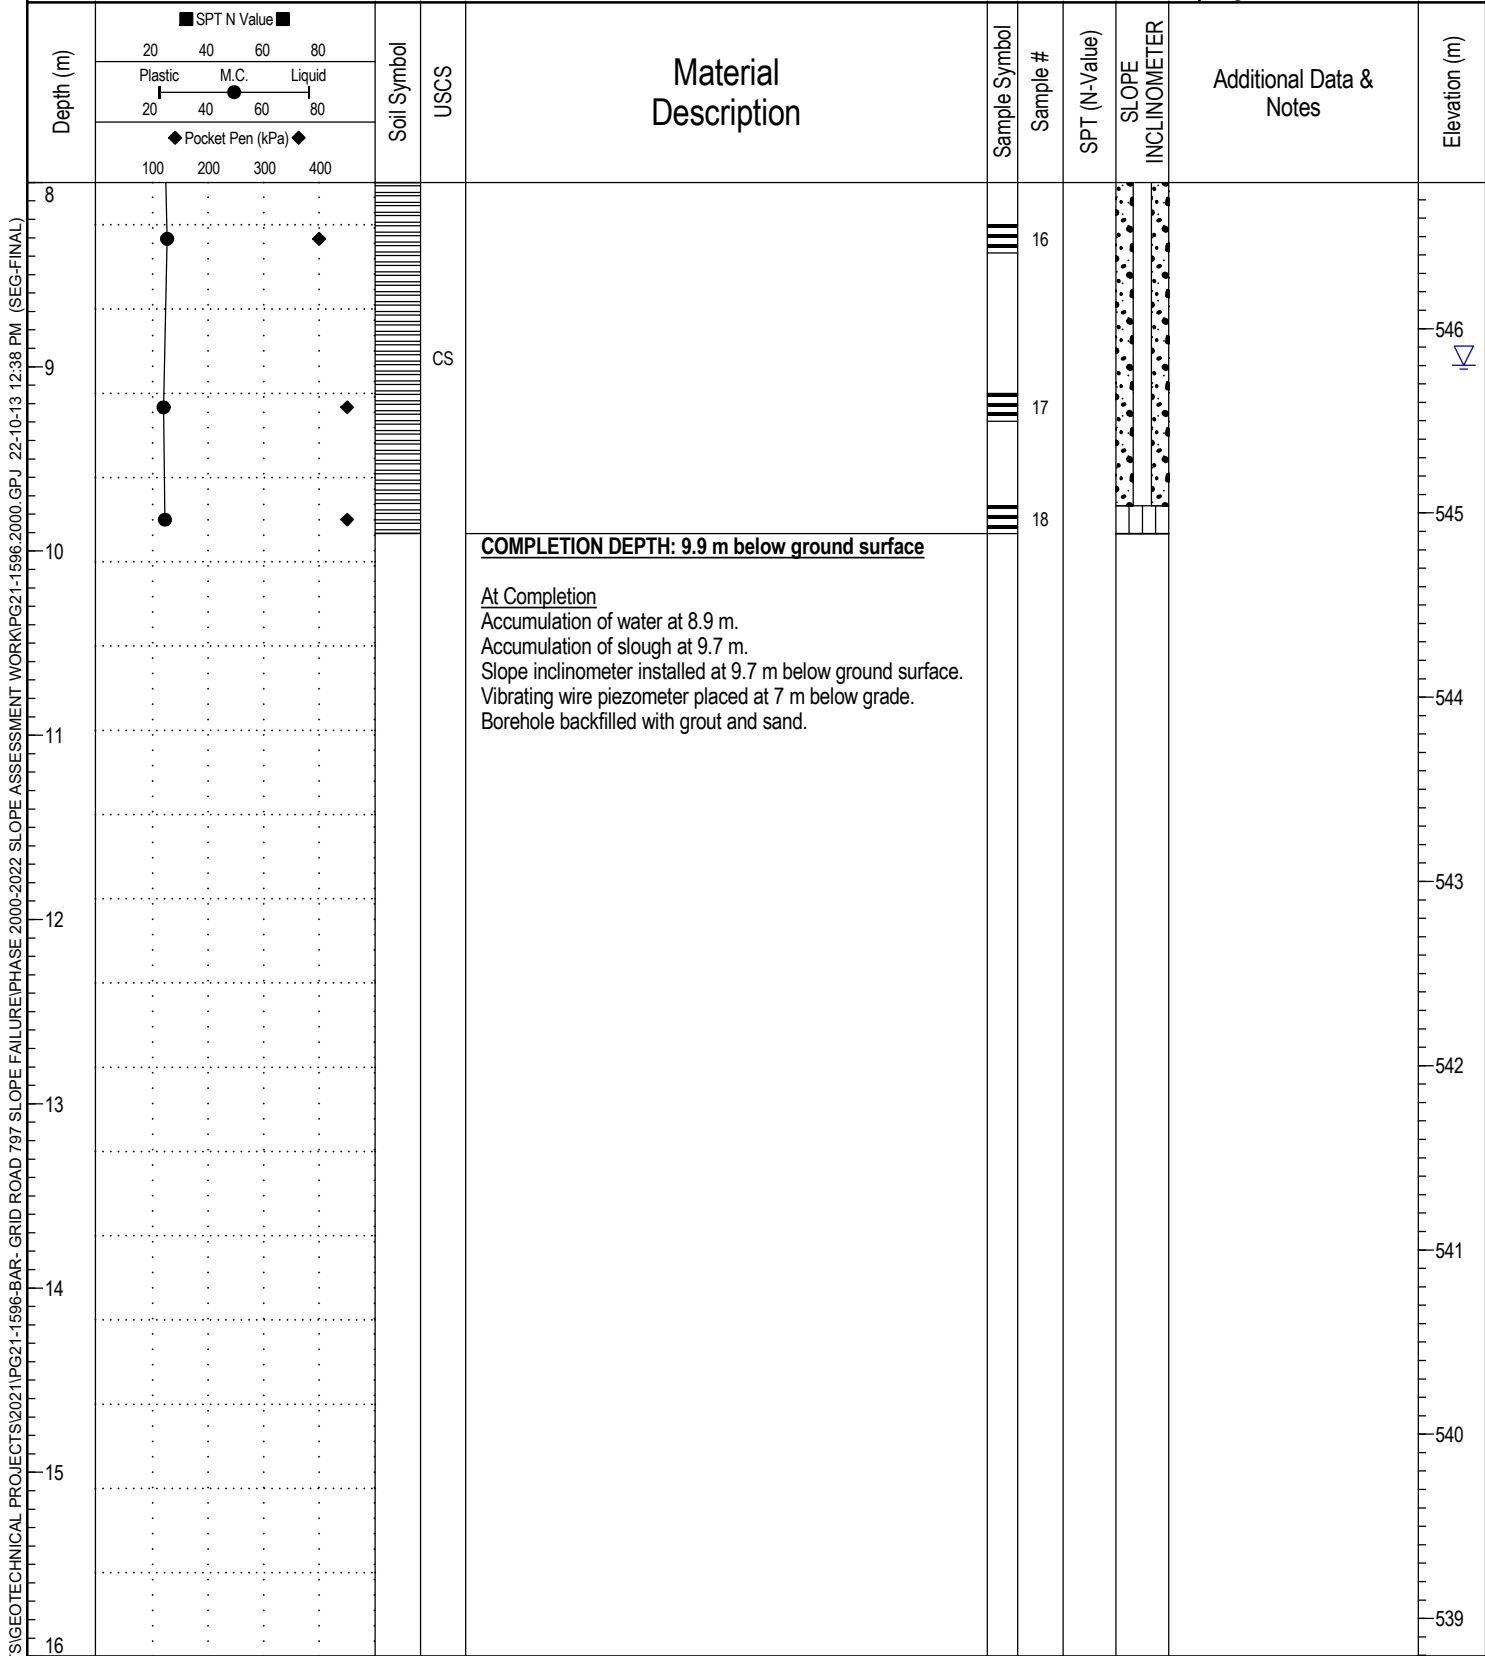 SPT N Value
20 40 60 80
Plastic M.C. Liquid
20 40 60 80
Pocket Pen (kPa)
100 200 300 400
Depth (m)
Soil Symbol
USCS
Material
Description
Sample Symbol
Sample #
SPT (N-Value)
SLOPE
INCLINOMETER
Additional Data &
Notes
Elevation (m)
8
16
546
9
CS
17
18
545
10
COMPLETION DEPTH: 9.9 m below ground surface
At Completion
Accumulation of water at 8.9 m.
Accumulation of slough at 9.7 m.
Slope inclinometer installed at 9.7 m below ground surface.
Vibrating wire piezometer placed at 7 m below grade.
Borehole backfilled with grout and sand.
544
11
543
12
542
13
541
14
540
15
539
16
S\GEOTECHNICAL PROJECTS\2021\PG21-1596-BAR- GRID ROAD 797 SLOPE FAILURE\PHASE 2000-2022 SLOPE ASSESSMENT WORK\PG21-1596.2000.GPJ 22-10-13 12:38 PM (SEG-FINAL)